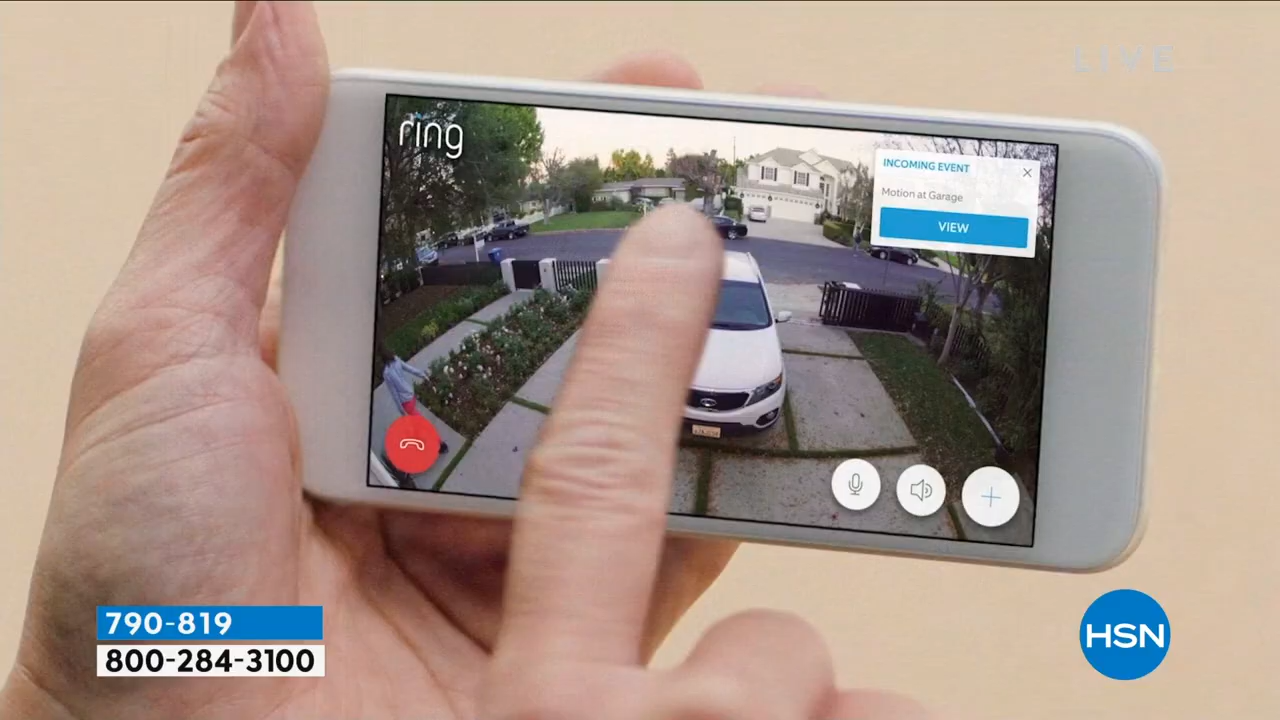 LIVE
ring
INCOMING EVENT
Motion at Garage
VIEW
790-819
800-284-3100
HSN